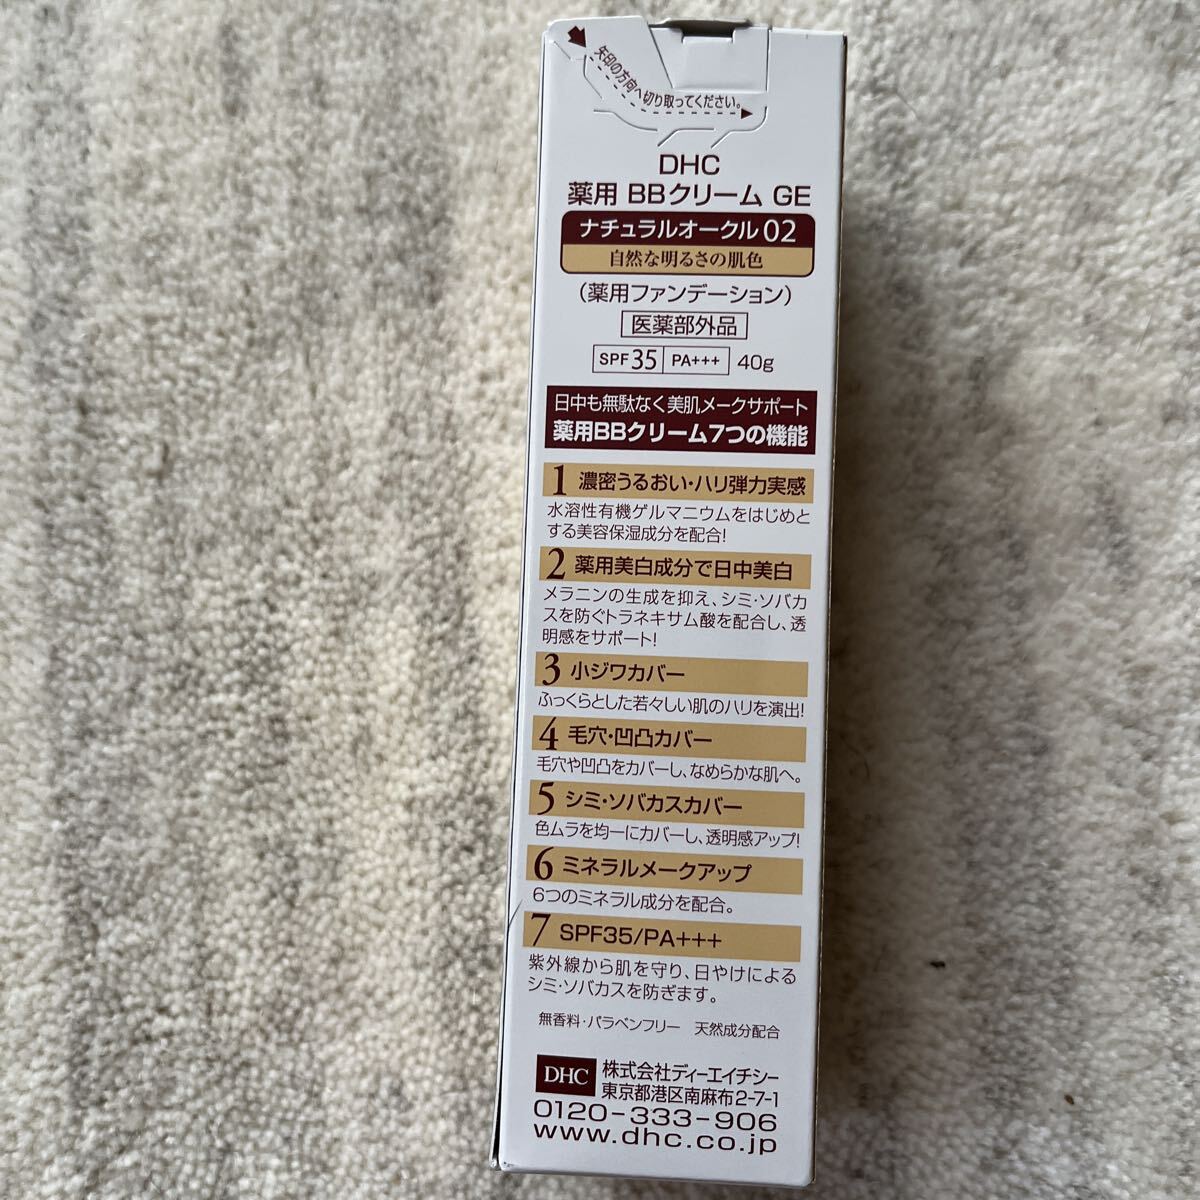 矢印の方向へ切り取ってください。
DHC
薬用 BBクリーム GE
ナチュラルオークル 02
自然な明るさの肌色
（薬用ファンデーション）
医薬部外品
SPF 35 PA+++ 40g
日中も無駄なく美肌メークサポート
薬用BBクリーム7つの機能
1 濃密うるおい・ハリ弾力実感
水溶性有機ゲルマニウムをはじめと
する美容保湿成分を配合!
2 薬用美白成分で日中美白
メラニンの生成を抑え、シミ・ソバカ
スを防ぐトラネキサム酸を配合し、透
明感をサポート!
3 小ジワカバー
ふっくらとした若々しい肌のハリを演出!
4 毛穴・凹凸カバー
毛穴や凹凸をカバーし、なめらかな肌へ。
5 シミ・ソバカスカバー
色ムラを均一にカバーし、透明感アップ!
6 ミネラルメークアップ
6つのミネラル成分を配合。
7 SPF35/PA+++
紫外線から肌を守り、日やけによる
シミ・ソバカスを防ぎます。
無香料・パラベンフリー 天然成分配合
DHC 株式会社ディーエイチシー
東京都港区南麻布2-7-1
0120-333-906
www.dhc.co.jp